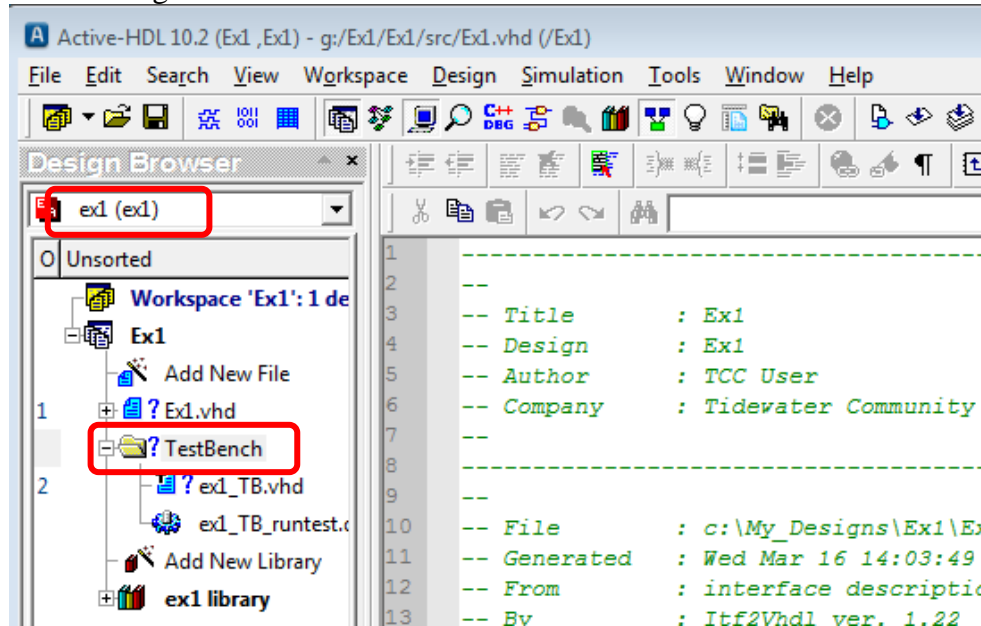 Active-HDL 10.2 (Ex1 ,Ex1) - g:/Ex1/Ex1/src/Ex1.vhd (/Ex1)
File Edit Search View Workspace Design Simulation Tools Window Help
Design Browser
ex1 (ex1)
O Unsorted
Workspace 'Ex1': 1 de
Ex1
Add New File
1 ? Ex1.vhd
? TestBench
2 ? ex1_TB.vhd
ex1_TB_runtest.
Add New Library
ex1 library
1 ------------------------------------
2 --
3 -- Title : Ex1
4 -- Design : Ex1
5 -- Author : TCC User
6 -- Company : Tidewater Community
7 --
8 ------------------------------------
9 --
10 -- File : c:\My_Designs\Ex1\Ex
11 -- Generated : Wed Mar 16 14:03:49
12 -- From : interface descriptio
13 -- By : Itf2Vhdl ver. 1.22